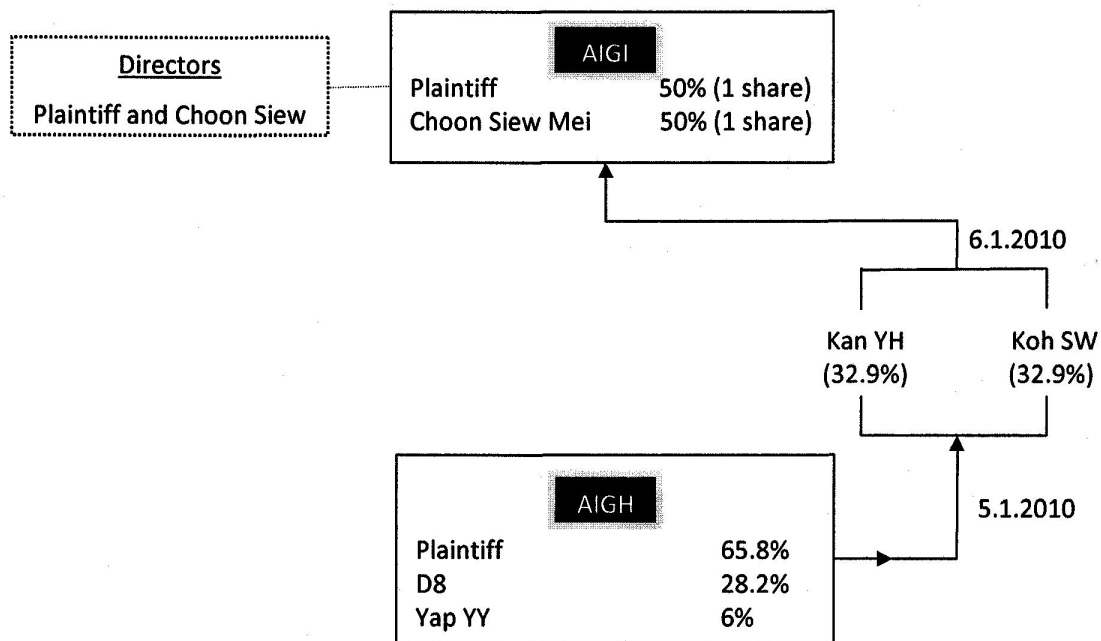 AIGI
Directors
Plaintiff and Choon Siew
Plaintiff 50% (1 share)
Choon Siew Mei 50% (1 share)
6.1.2010
Kan YH Koh SW
(32.9%) (32.9%)
AIGH
5.1.2010
Plaintiff 65.8%
D8 28.2%
Yap YY 6%